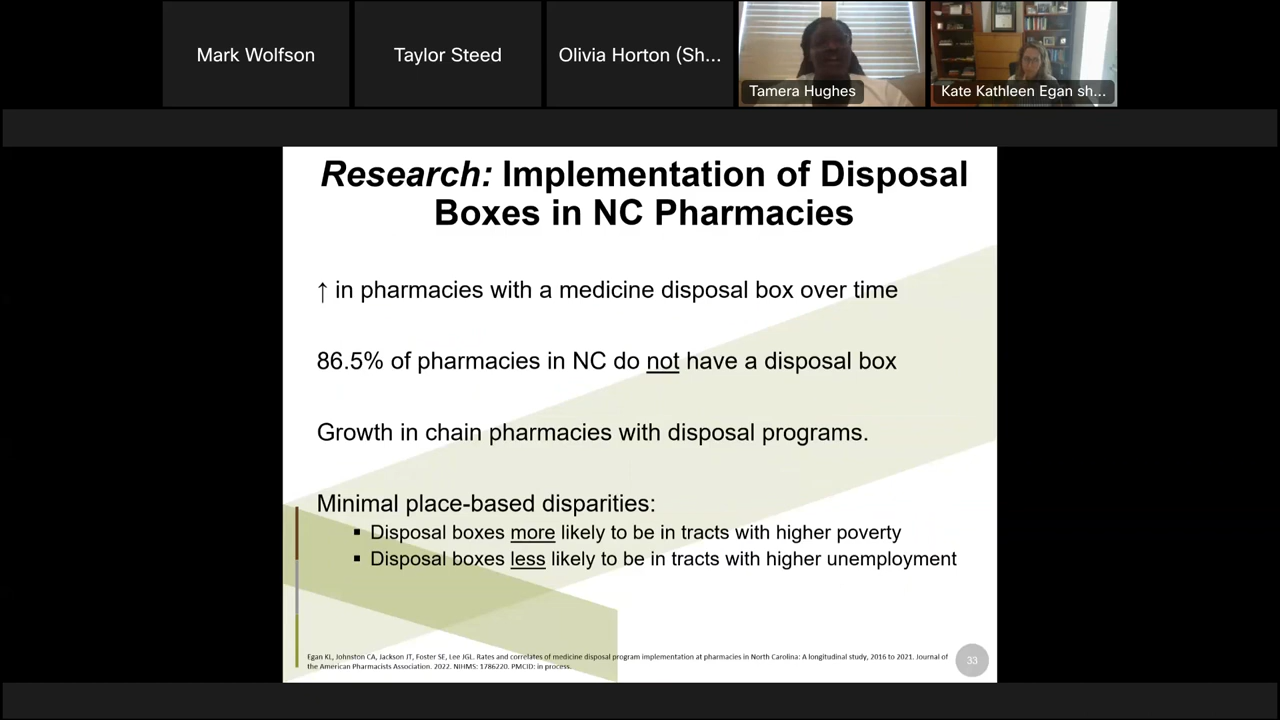 Mark Wolfson
Taylor Steed
Olivia Horton (Sh...
Tamera Hughes
Kate Kathleen Egan sh...
Research: Implementation of Disposal
Boxes in NC Pharmacies
↑ in pharmacies with a medicine disposal box over time
86.5% of pharmacies in NC do not have a disposal box
Growth in chain pharmacies with disposal programs.
Minimal place-based disparities:
▪ Disposal boxes more likely to be in tracts with higher poverty
▪ Disposal boxes less likely to be in tracts with higher unemployment
Egan KL, Johnston CA, Jackson JT, Foster SE, Lee JGL. Rates and correlates of medicine disposal program implementation at pharmacies in North Carolina: A longitudinal study, 2016 to 2021. Journal of
the American Pharmacists Association. 2022. NIHMS: 1786220. PMCID: in process.
33